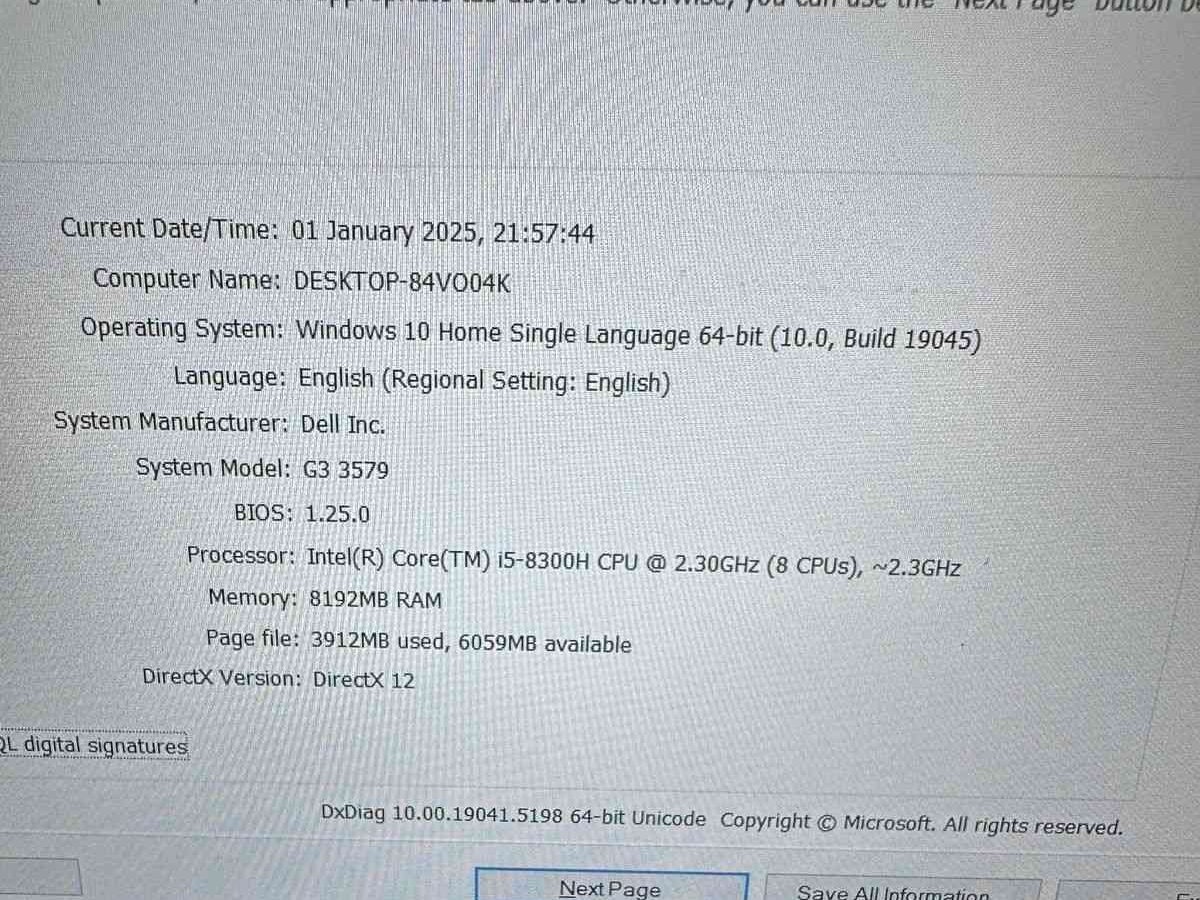 you can use the "Next Page" button
Current Date/Time: 01 January 2025, 21:57:44
Computer Name: DESKTOP-84VO04K
Operating System: Windows 10 Home Single Language 64-bit (10.0, Build 19045)
Language: English (Regional Setting: English)
System Manufacturer: Dell Inc.
System Model: G3 3579
BIOS: 1.25.0
Processor: Intel(R) Core(TM) i5-8300H CPU @ 2.30GHz (8 CPUs), ~2.3GHz
Memory: 8192MB RAM
Page file: 3912MB used, 6059MB available
DirectX Version: DirectX 12
QL digital signatures
DxDiag 10.00.19041.5198 64-bit Unicode Copyright © Microsoft. All rights reserved.
Next Page
Save All Information